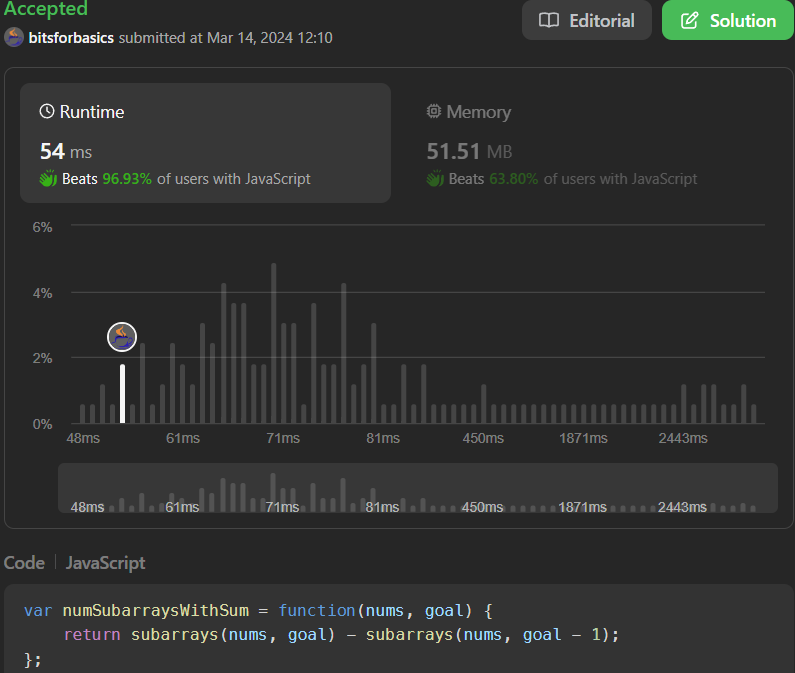 Accepted
Editorial
Solution
bitsforbasics submitted at Mar 14, 2024 12:10
Runtime
54 ms
Beats 96.93% of users with JavaScript
Memory
51.51 MB
Beats 63.80% of users with JavaScript
6%
4%
2%
0%
48ms 61ms 71ms 81ms 450ms 1871ms 2443ms
48ms 61ms 71ms 81ms 450ms 1871ms 2443ms
Code | JavaScript
var numSubarraysWithSum = function(nums, goal) {
    return subarrays(nums, goal) - subarrays(nums, goal - 1);
};